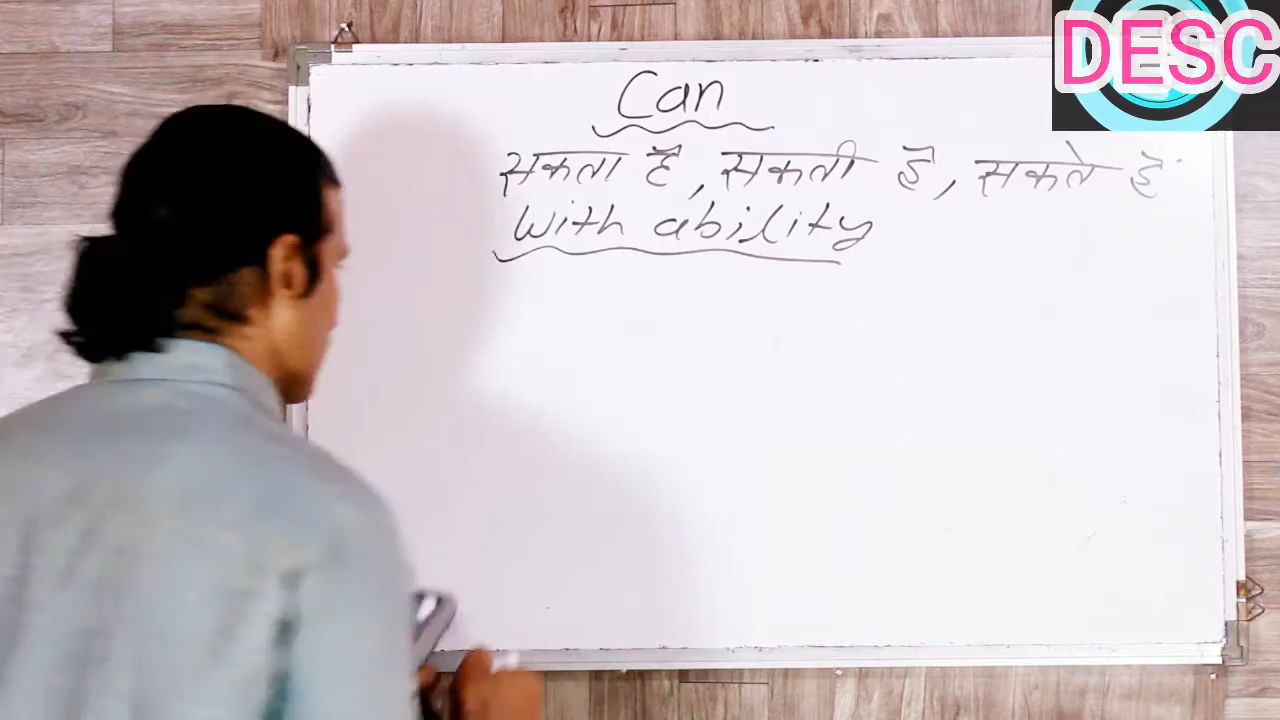 DESC
Can
सकता है, सकती है, सकते हैं
With ability